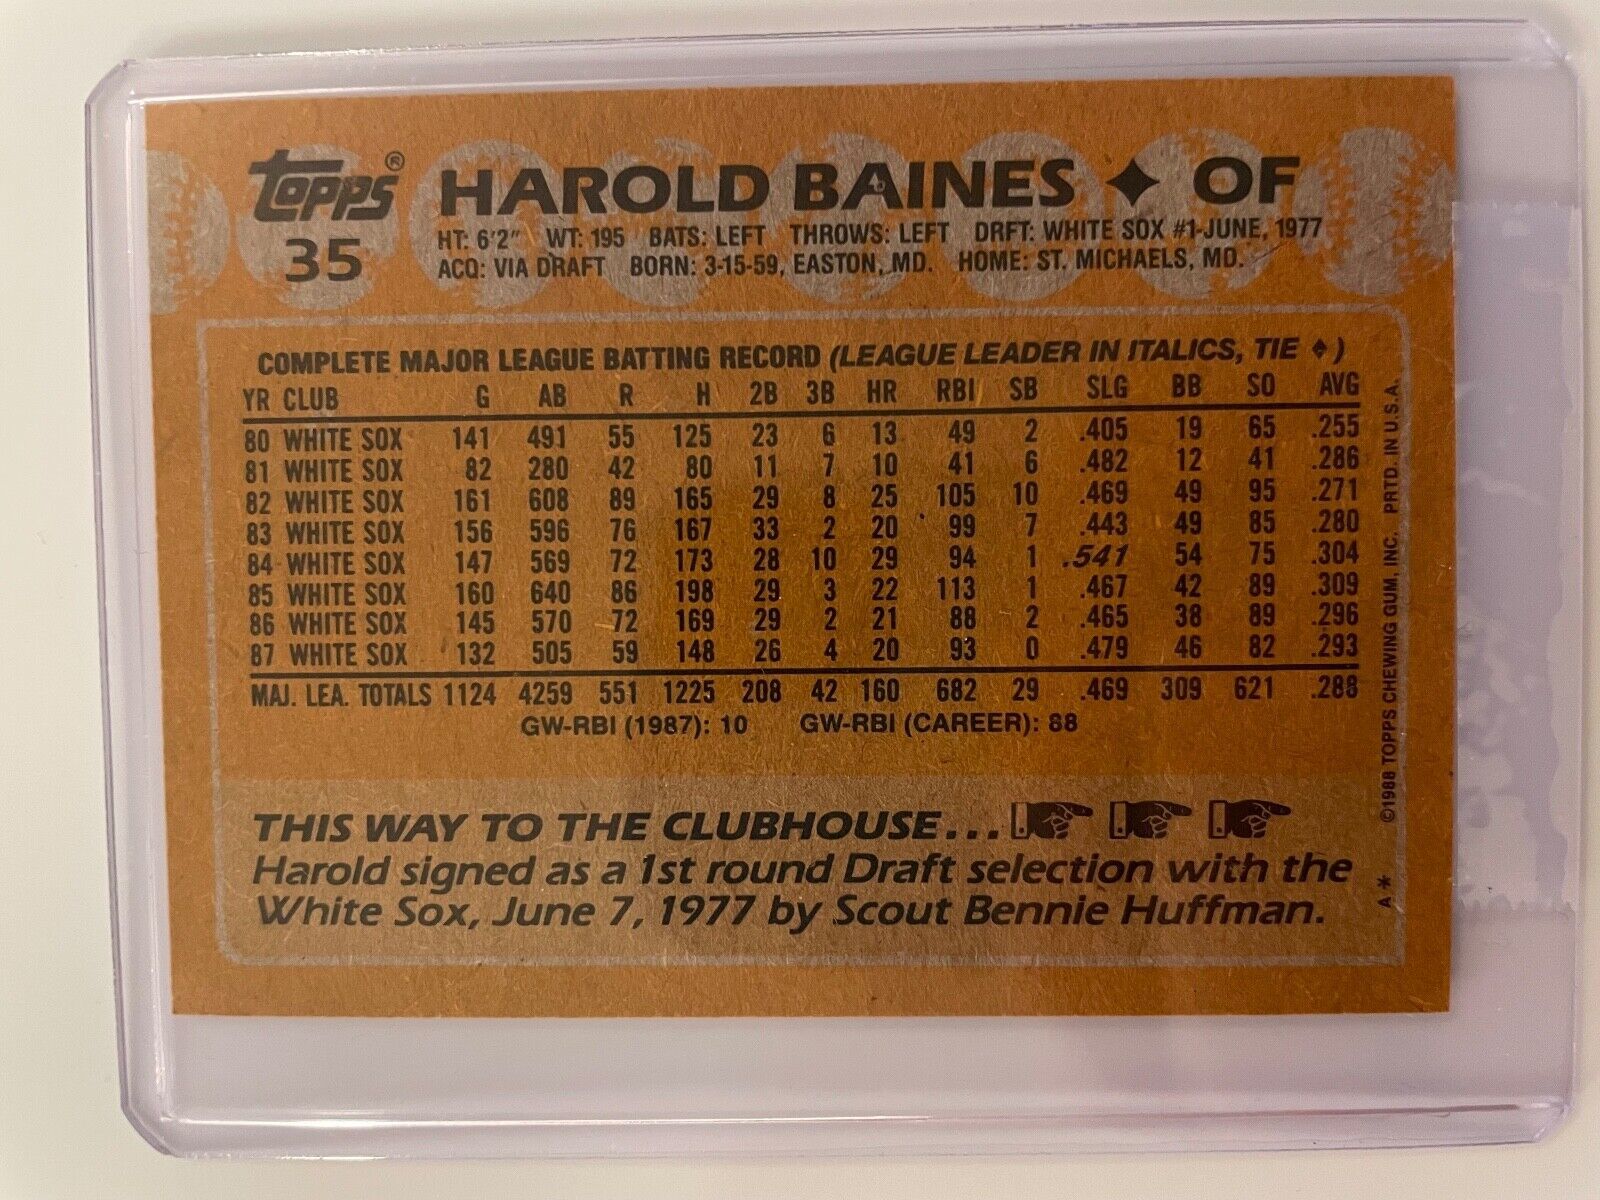 Topps® HAROLD BAINES ♦ OF
35
HT: 6'2" WT: 195 BATS: LEFT THROWS: LEFT DRFT: WHITE SOX #1-JUNE, 1977
ACQ: VIA DRAFT BORN: 3-15-59, EASTON, MD. HOME: ST. MICHAELS, MD.
COMPLETE MAJOR LEAGUE BATTING RECORD (LEAGUE LEADER IN ITALICS, TIE ♦)
YR CLUB G AB R H 2B 3B HR RBI SB SLG BB SO AVG
80 WHITE SOX 141 491 55 125 23 6 13 49 2 .405 19 65 .255
81 WHITE SOX 82 280 42 80 11 7 10 41 6 .482 12 41 .286
82 WHITE SOX 161 608 89 165 29 8 25 105 10 .469 49 95 .271
83 WHITE SOX 156 596 76 167 33 2 20 99 7 .443 49 85 .280
84 WHITE SOX 147 569 72 173 28 10 29 94 1 .541 54 75 .304
85 WHITE SOX 160 640 86 198 29 3 22 113 1 .467 42 89 .309
86 WHITE SOX 145 570 72 169 29 2 21 88 2 .465 38 89 .296
87 WHITE SOX 132 505 59 148 26 4 20 93 0 .479 46 82 .293
MAJ. LEA. TOTALS 1124 4259 551 1225 208 42 160 682 29 .469 309 621 .288
GW-RBI (1987): 10 GW-RBI (CAREER): 88
THIS WAY TO THE CLUBHOUSE...
Harold signed as a 1st round Draft selection with the
White Sox, June 7, 1977 by Scout Bennie Huffman.
A* ©1988 TOPPS CHEWING GUM, INC. PRTD. IN U.S.A.